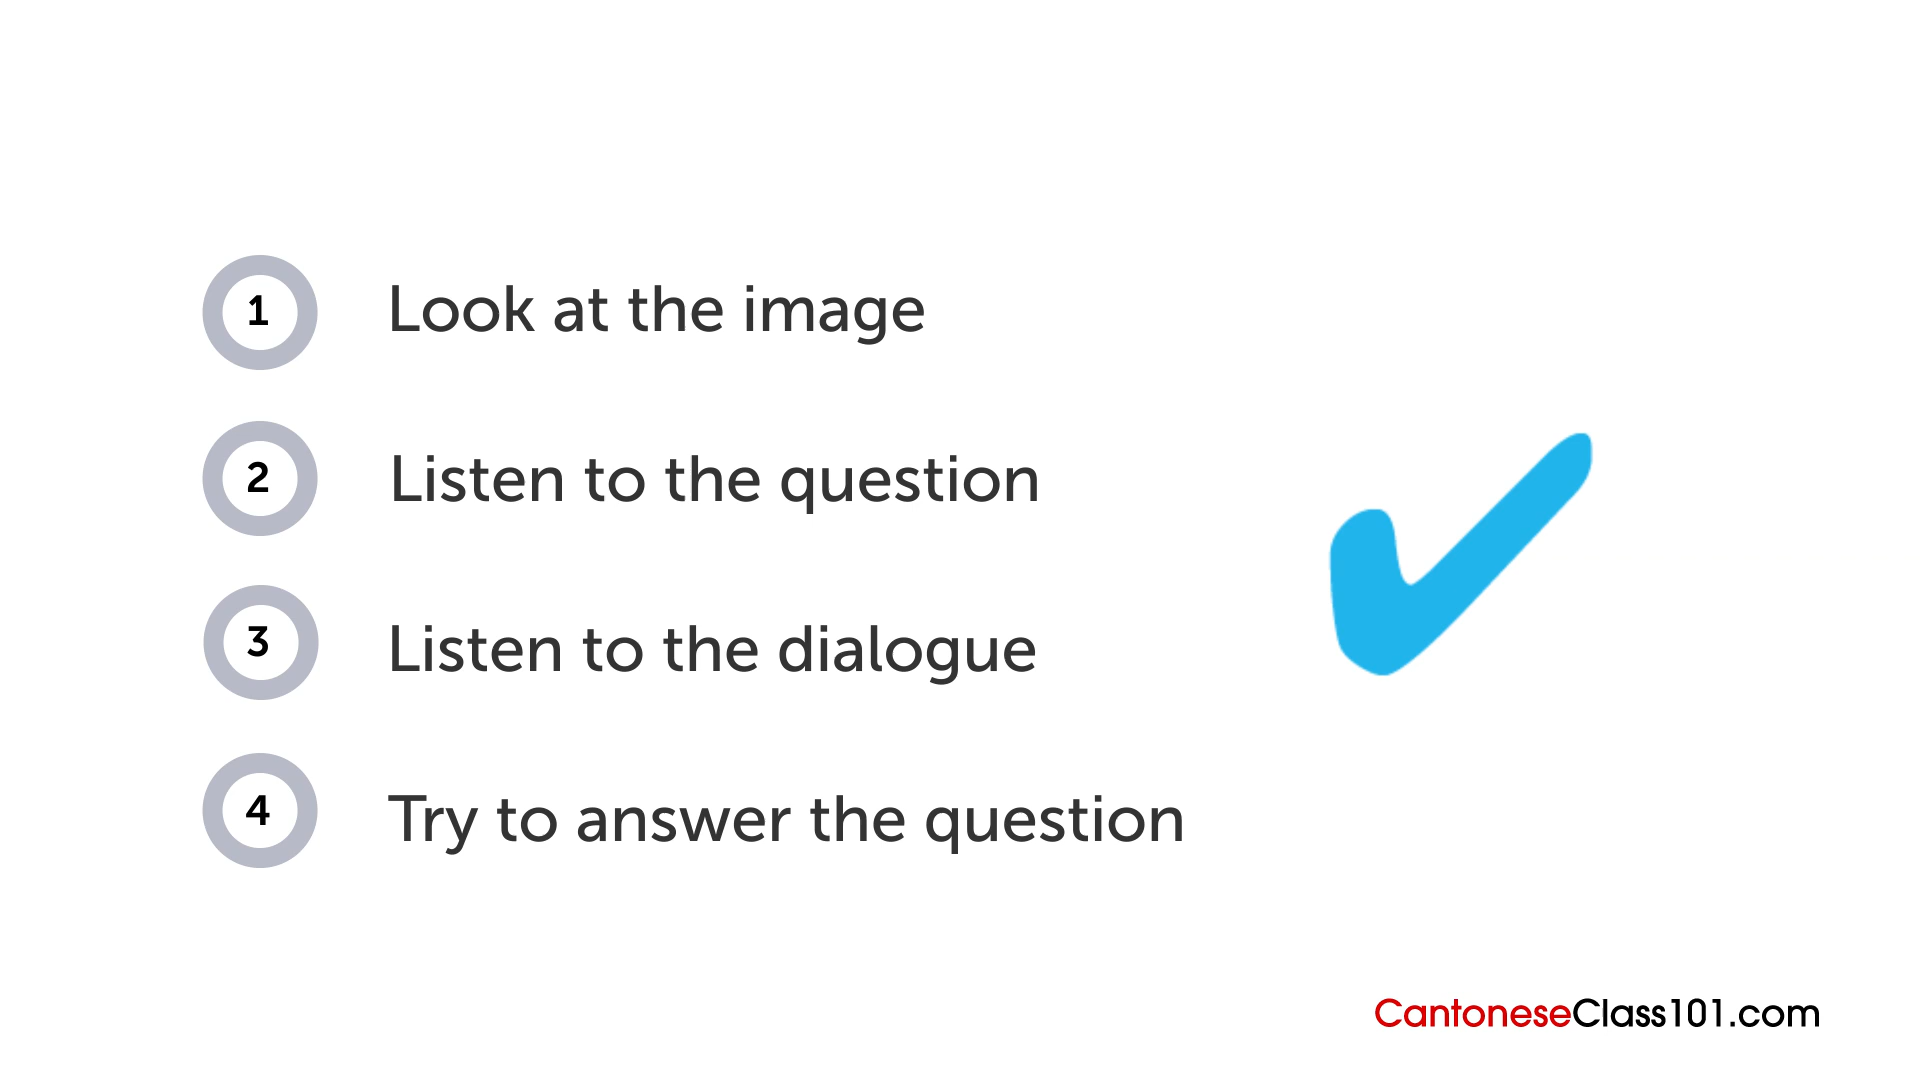 1 Look at the image
2 Listen to the question
3 Listen to the dialogue
4 Try to answer the question
CantoneseClass101.com